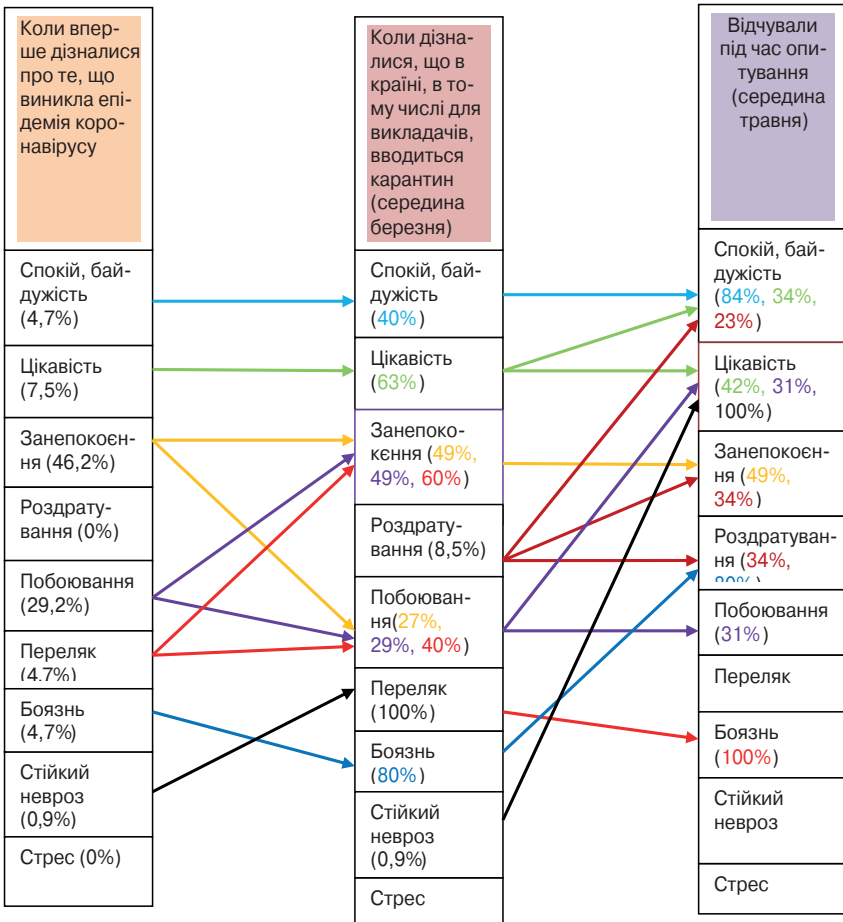 Коли впер-
ше дізналися
про те, що
виникла епі-
демія коро-
навірусу
Спокій, бай-
дужість
(4,7%)
Цікавість
(7,5%)
Занепокоєн-
ня (46,2%)
Роздрату-
вання (0%)
Побоювання
(29,2%)
Переляк
(4,7%
Боязнь
(4,7%)
Стійкий
невроз
(0,9%)
Стрес (0%)
Коли дізна-
лися, що в
країні, в то-
му числі для
викладачів,
вводиться
карантин
(середина
березня)
Спокій, бай-
дужість
(40%)
Цікавість
(63%)
Занепоко-
кєння (49%,
49%, 60%)
Роздрату-
вання (8,5%)
Побоюван-
ня(27%,
29%, 40%)
Переляк
(100%)
Боязнь
(80%)
Стійкий
невроз
(0,9%)
Стрес
Відчували
під час опи-
тування
(середина
травня)
Спокій, бай-
дужість
(84%, 34%,
23%)
Цікавість
(42%, 31%,
100%)
Занепокоєн-
ня (49%,
34%)
Роздратуван-
ня (34%,
80%)
Побоювання
(31%)
Переляк
Боязнь
(100%)
Стійкий
невроз
Стрес